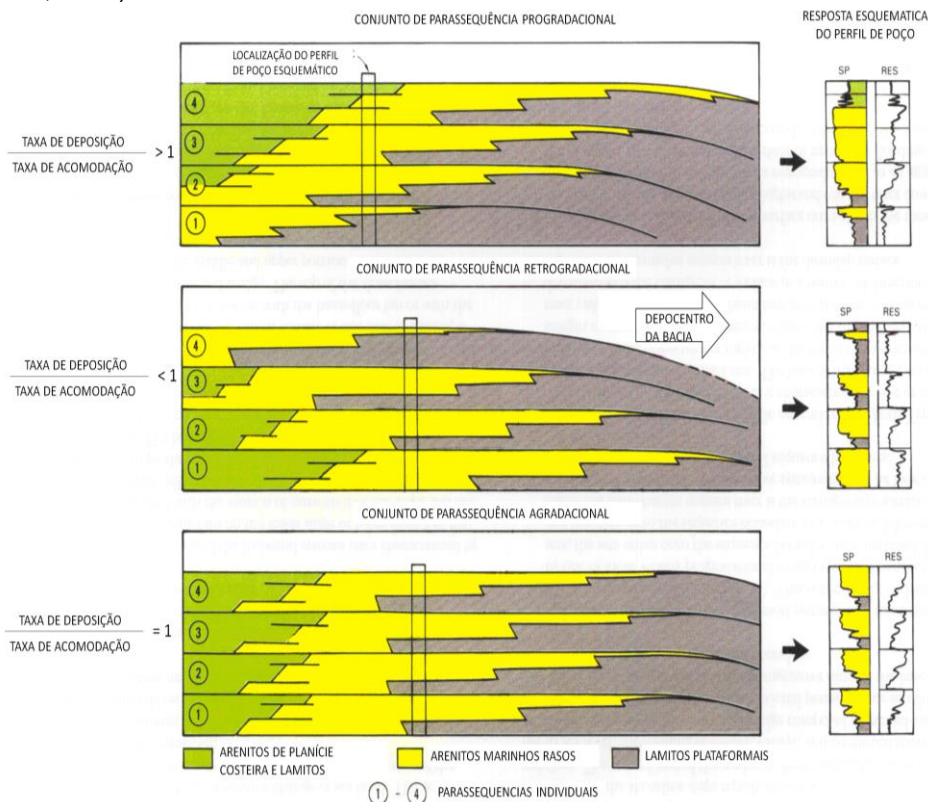 CONJUNTO DE PARASSEQUÊNCIA PROGRADACIONAL
RESPOSTA ESQUEMATICA
DO PERFIL DE POÇO
LOCALIZAÇÃO DO PERFIL
DE POÇO ESQUEMÁTICO
SP RES
4
3
2
1
TAXA DE DEPOSIÇÃO
TAXA DE ACOMODAÇÃO
> 1
CONJUNTO DE PARASSEQUÊNCIA RETROGRADACIONAL
DEPOCENTRO
DA BACIA
SP RES
4
3
2
1
TAXA DE DEPOSIÇÃO
TAXA DE ACOMODAÇÃO
< 1
CONJUNTO DE PARASSEQUÊNCIA AGRADACIONAL
SP RES
4
3
2
1
TAXA DE DEPOSIÇÃO
TAXA DE ACOMODAÇÃO
= 1
ARENITOS DE PLANÍCIE
COSTEIRA E LAMITOS
ARENITOS MARINHOS RASOS
LAMITOS PLATAFORMAIS
1 - 4 PARASSEQUENCIAS INDIVIDUAIS